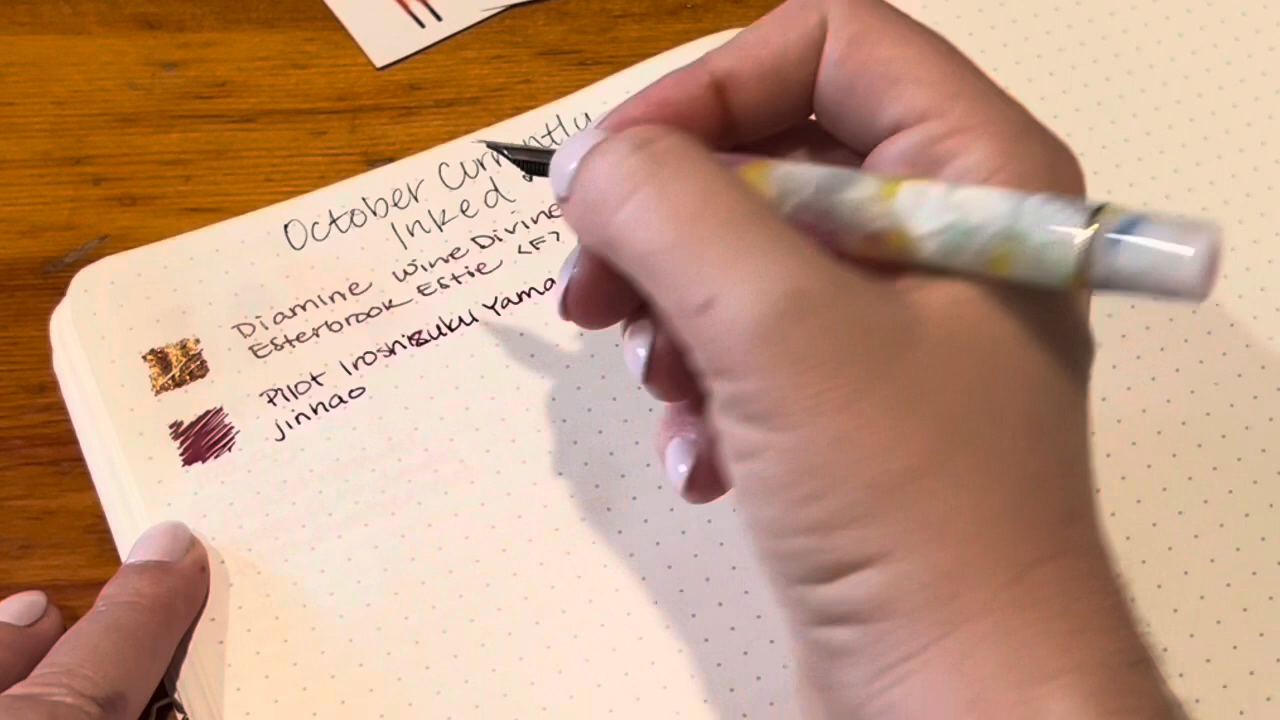 October Currently
Inked
Diamine Wine Divine
Esterbrook Estie <F>
Pilot Iroshizuku Yama
jinhao